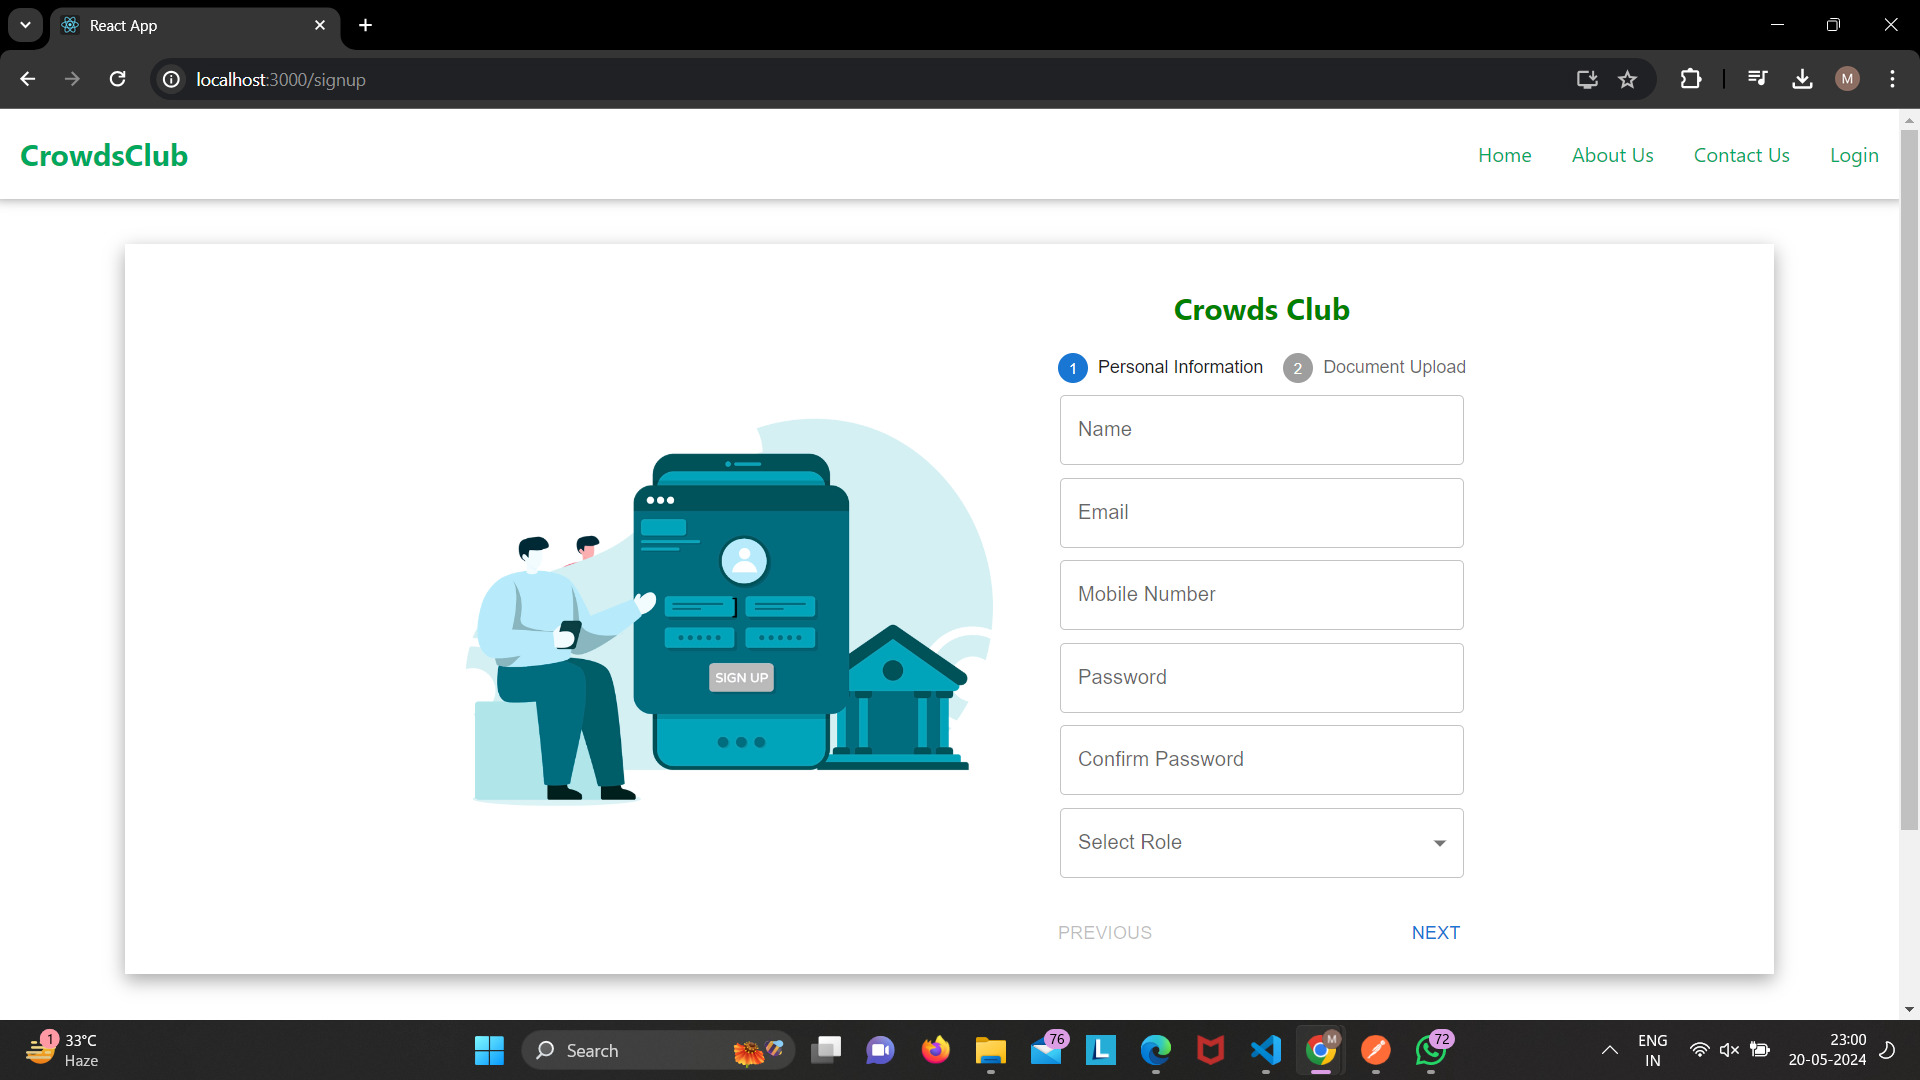 React App
localhost:3000/signup
M
CrowdsClub
Home
About Us
Contact Us
Login
Crowds Club
1 Personal Information
2 Document Upload
Name
Email
Mobile Number
Password
Confirm Password
Select Role
SIGN UP
PREVIOUS
NEXT
1
33°C
Haze
Search
76
L
M
72
ENG
IN
23:00
20-05-2024